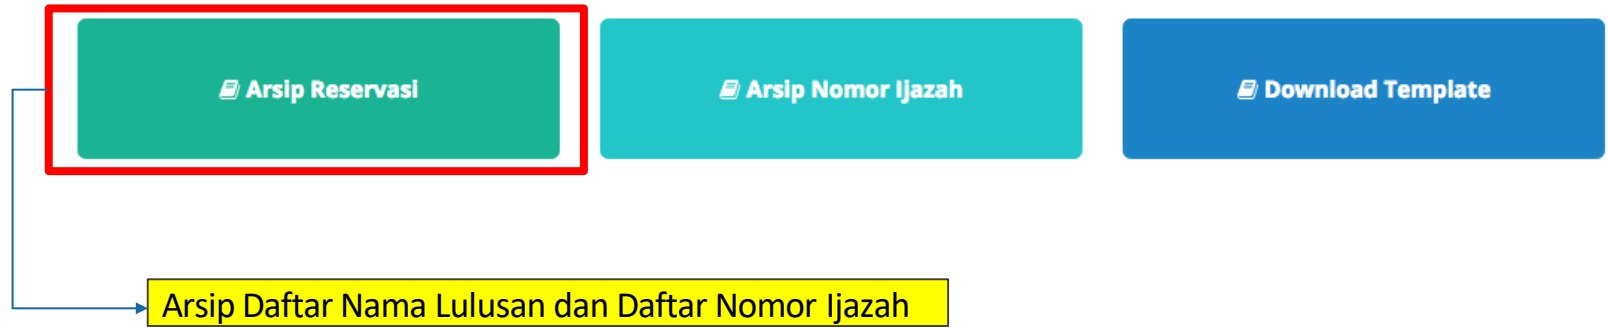 Arsip Reservasi
Arsip Nomor Ijazah
Download Template
Arsip Daftar Nama Lulusan dan Daftar Nomor Ijazah